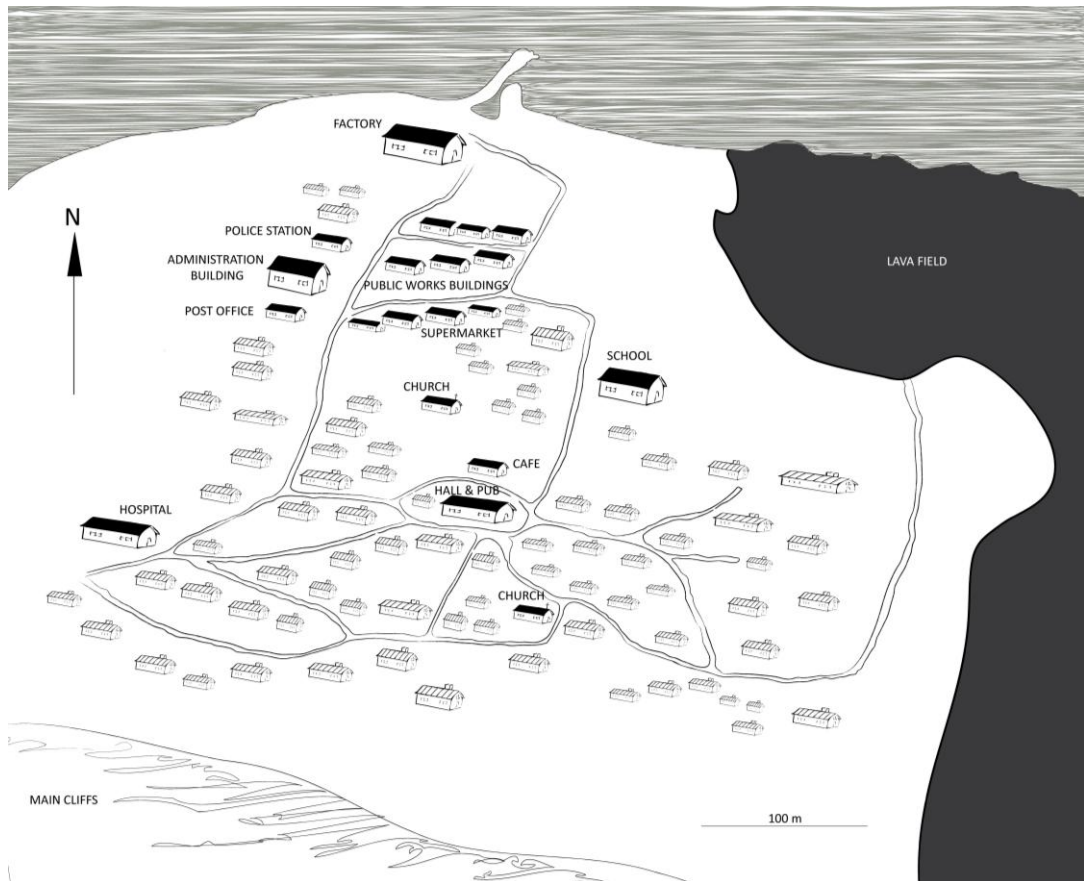 FACTORY
N
POLICE STATION
ADMINISTRATION
BUILDING
LAVA FIELD
PUBLIC WORKS BUILDINGS
POST OFFICE
SUPERMARKET
SCHOOL
CHURCH
CAFE
HALL & PUB
HOSPITAL
CHURCH
MAIN CLIFFS
100 m